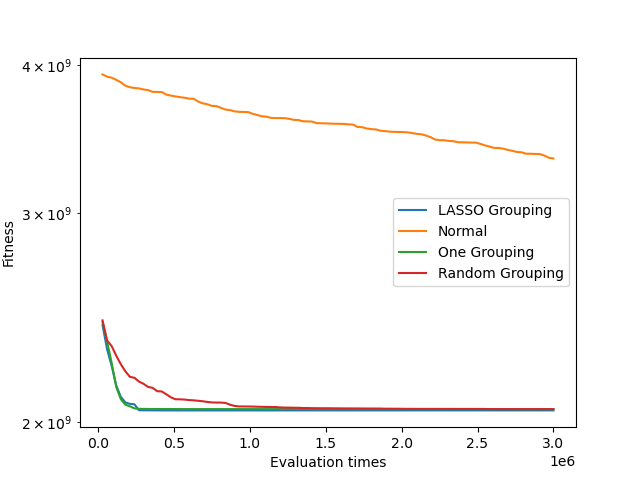 4 × 10⁹
3 × 10⁹
2 × 10⁹
Fitness
LASSO Grouping
Normal
One Grouping
Random Grouping
0.0 0.5 1.0 1.5 2.0 2.5 3.0
Evaluation times 1e6